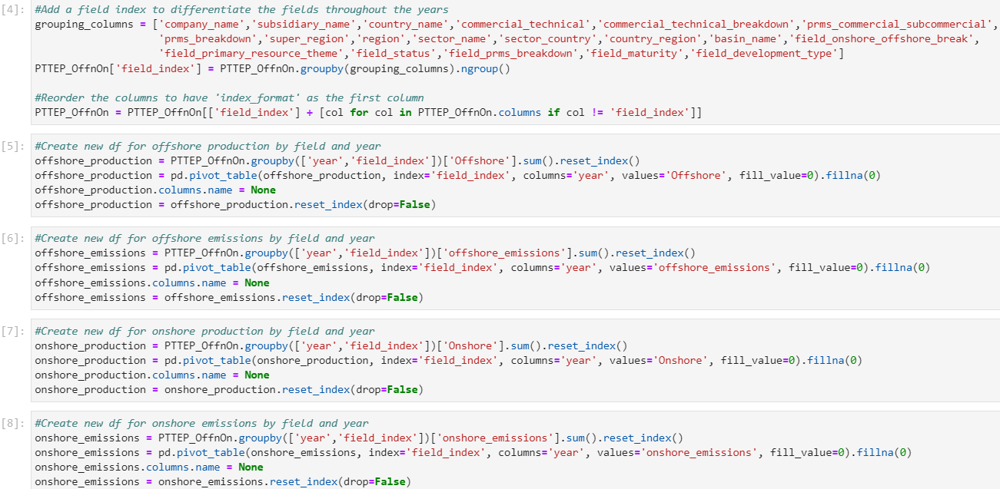 [4]: #Add a field index to differentiate the fields throughout the years
grouping_columns = ['company_name','subsidiary_name','country_name','commercial_technical','commercial_technical_breakdown','prms_commercial_subcommercial',
'prms_breakdown','super_region','region','sector_name','sector_country','country_region','basin_name','field_onshore_offshore_break',
'field_primary_resource_theme','field_status','field_prms_breakdown','field_maturity','field_development_type']
PTTEP_OffnOn['field_index'] = PTTEP_OffnOn.groupby(grouping_columns).ngroup()
#Reorder the columns to have 'index_format' as the first column
PTTEP_OffnOn = PTTEP_OffnOn[['field_index'] + [col for col in PTTEP_OffnOn.columns if col != 'field_index']]
[5]: #Create new df for offshore production by field and year
offshore_production = PTTEP_OffnOn.groupby(['year','field_index'])['Offshore'].sum().reset_index()
offshore_production = pd.pivot_table(offshore_production, index='field_index', columns='year', values='Offshore', fill_value=0).fillna(0)
offshore_production.columns.name = None
offshore_production = offshore_production.reset_index(drop=False)
[6]: #Create new df for offshore emissions by field and year
offshore_emissions = PTTEP_OffnOn.groupby(['year','field_index'])['offshore_emissions'].sum().reset_index()
offshore_emissions = pd.pivot_table(offshore_emissions, index='field_index', columns='year', values='offshore_emissions', fill_value=0).fillna(0)
offshore_emissions.columns.name = None
offshore_emissions = offshore_emissions.reset_index(drop=False)
[7]: #Create new df for onshore production by field and year
onshore_production = PTTEP_OffnOn.groupby(['year','field_index'])['Onshore'].sum().reset_index()
onshore_production = pd.pivot_table(onshore_production, index='field_index', columns='year', values='Onshore', fill_value=0).fillna(0)
onshore_production.columns.name = None
onshore_production = onshore_production.reset_index(drop=False)
[8]: #Create new df for onshore emissions by field and year
onshore_emissions = PTTEP_OffnOn.groupby(['year','field_index'])['onshore_emissions'].sum().reset_index()
onshore_emissions = pd.pivot_table(onshore_emissions, index='field_index', columns='year', values='onshore_emissions', fill_value=0).fillna(0)
onshore_emissions.columns.name = None
onshore_emissions = onshore_emissions.reset_index(drop=False)